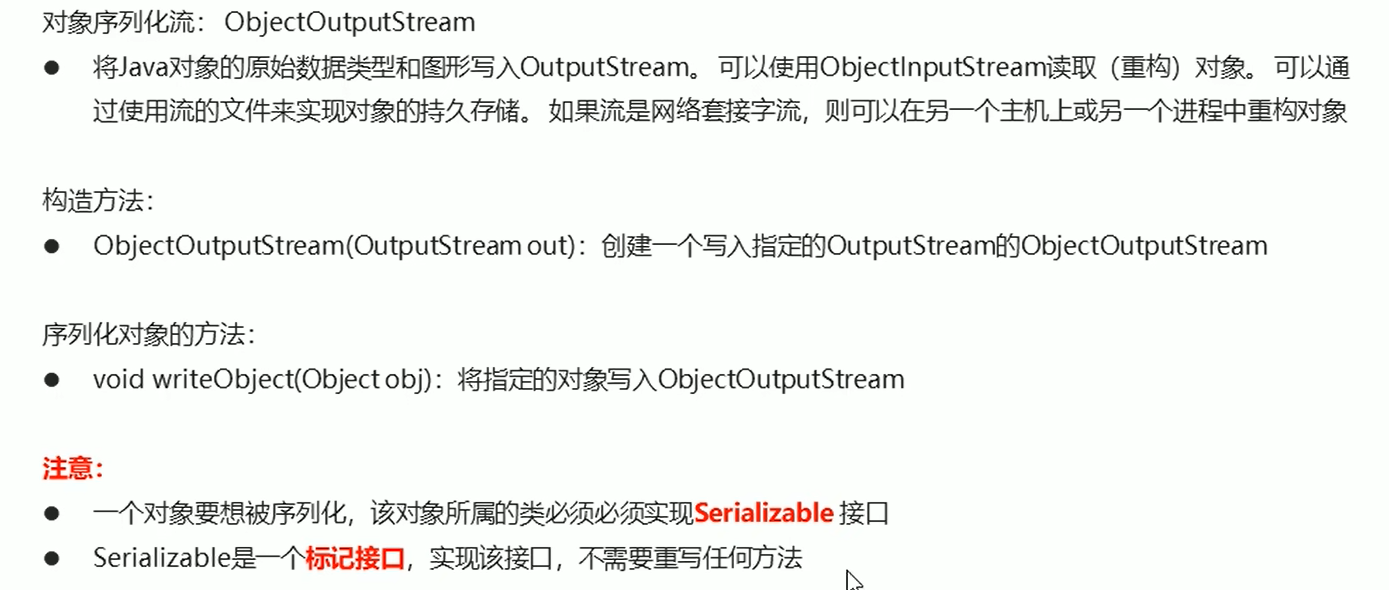 对象序列化流： ObjectOutputStream
● 将Java对象的原始数据类型和图形写入OutputStream。 可以使用ObjectInputStream读取（重构）对象。 可以通
过使用流的文件来实现对象的持久存储。 如果流是网络套接字流，则可以在另一个主机上或另一个进程中重构对象
构造方法：
● ObjectOutputStream(OutputStream out)：创建一个写入指定的OutputStream的ObjectOutputStream
序列化对象的方法：
● void writeObject(Object obj)：将指定的对象写入ObjectOutputStream
注意：
● 一个对象要想被序列化，该对象所属的类必须必须实现Serializable 接口
● Serializable是一个标记接口，实现该接口，不需要重写任何方法